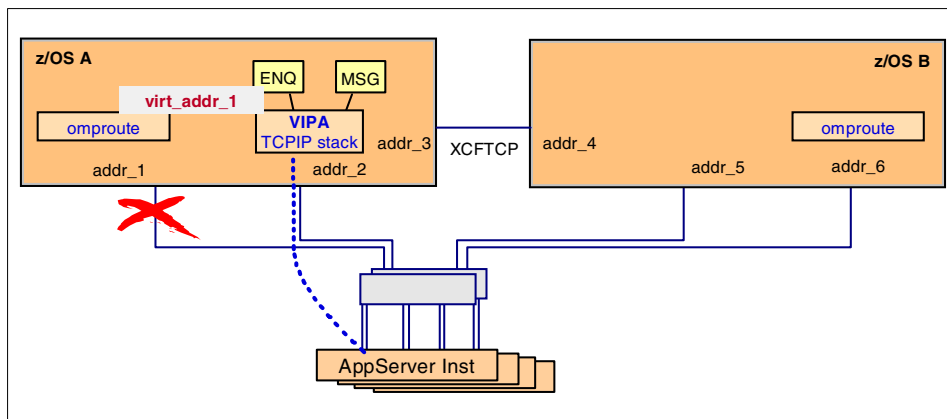 z/OS A
z/OS B
ENQ
MSG
virt_addr_1
VIPA
omproute
TCPIP stack
omproute
addr_3
XCFTCP
addr_4
addr_1
addr_2
addr_5
addr_6
AppServer Inst